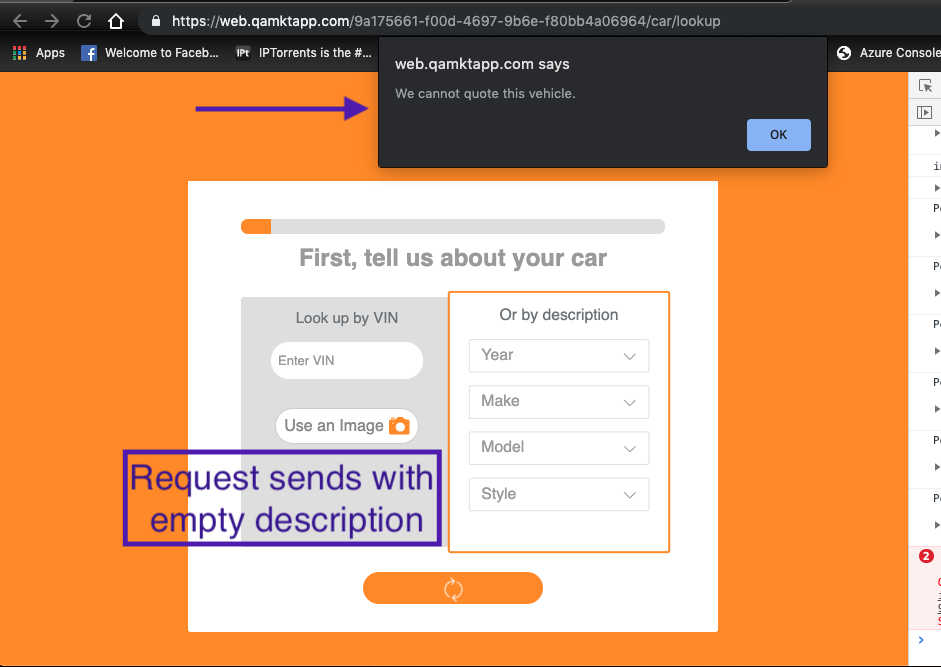 https://web.qamktapp.com/9a175661-f00d-4697-9b6e-f80bb4a06964/car/lookup
Apps Welcome to Faceb... IPt IPTorrents is the #... Azure Console
web.qamktapp.com says
We cannot quote this vehicle.
OK
First, tell us about your car
Look up by VIN
Enter VIN
Use an Image
Or by description
Year
Make
Model
Style
Request sends with
empty description
2